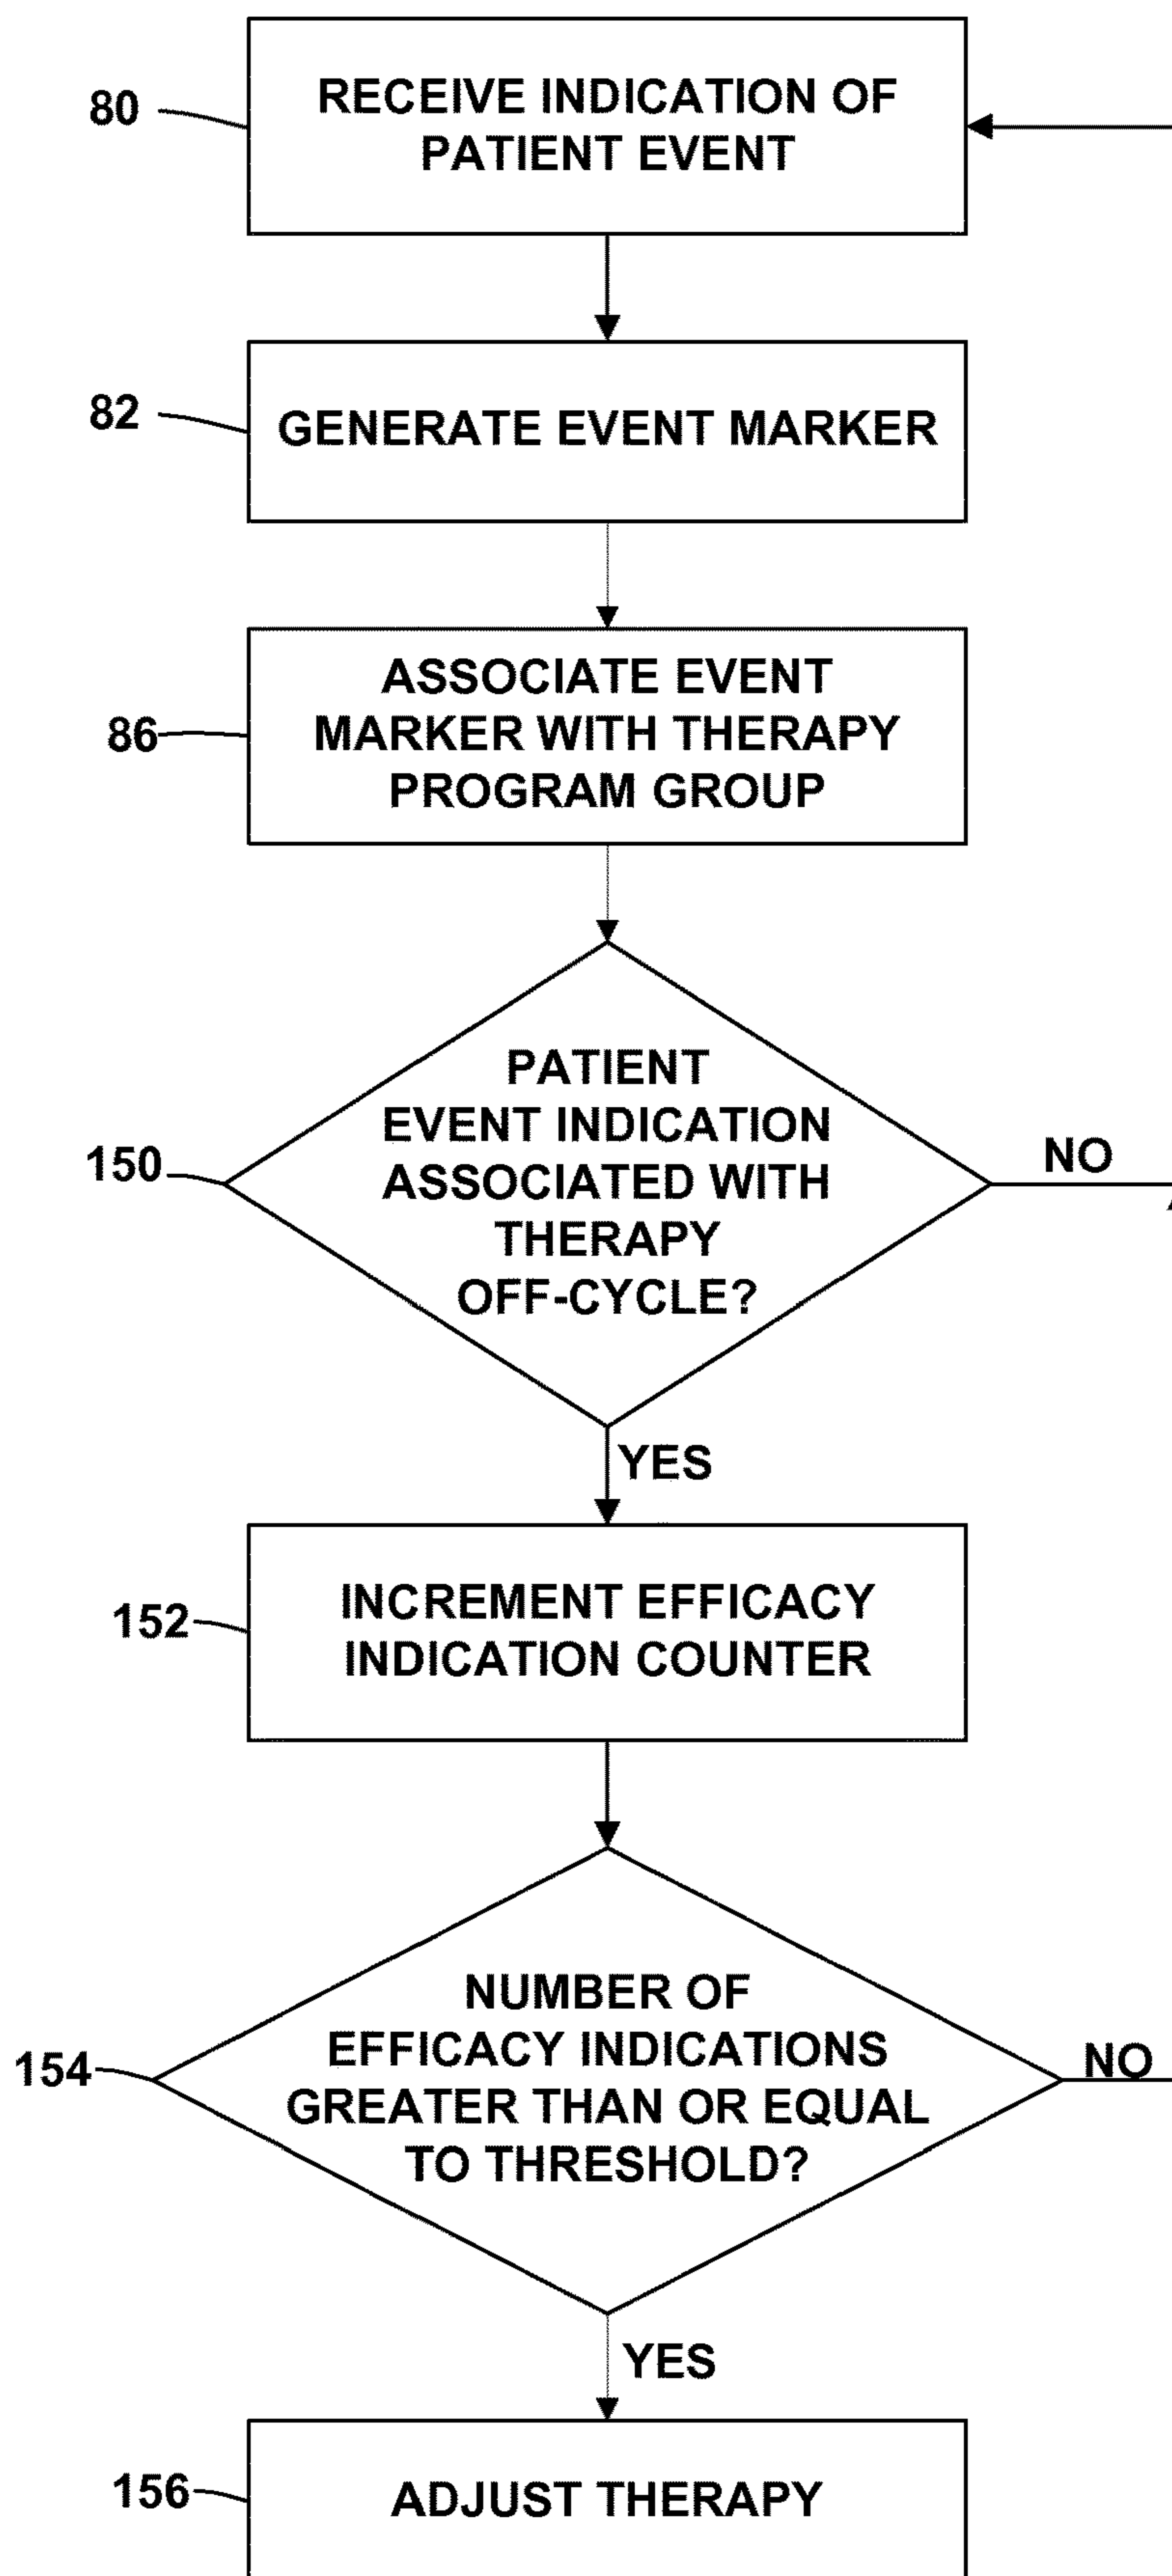 80
RECEIVE INDICATION OF
PATIENT EVENT
82
GENERATE EVENT MARKER
86
ASSOCIATE EVENT
MARKER WITH THERAPY
PROGRAM GROUP
150
PATIENT
EVENT INDICATION
ASSOCIATED WITH
THERAPY
OFF-CYCLE?
NO
YES
152
INCREMENT EFFICACY
INDICATION COUNTER
154
NUMBER OF
EFFICACY INDICATIONS
GREATER THAN OR EQUAL
TO THRESHOLD?
NO
YES
156
ADJUST THERAPY